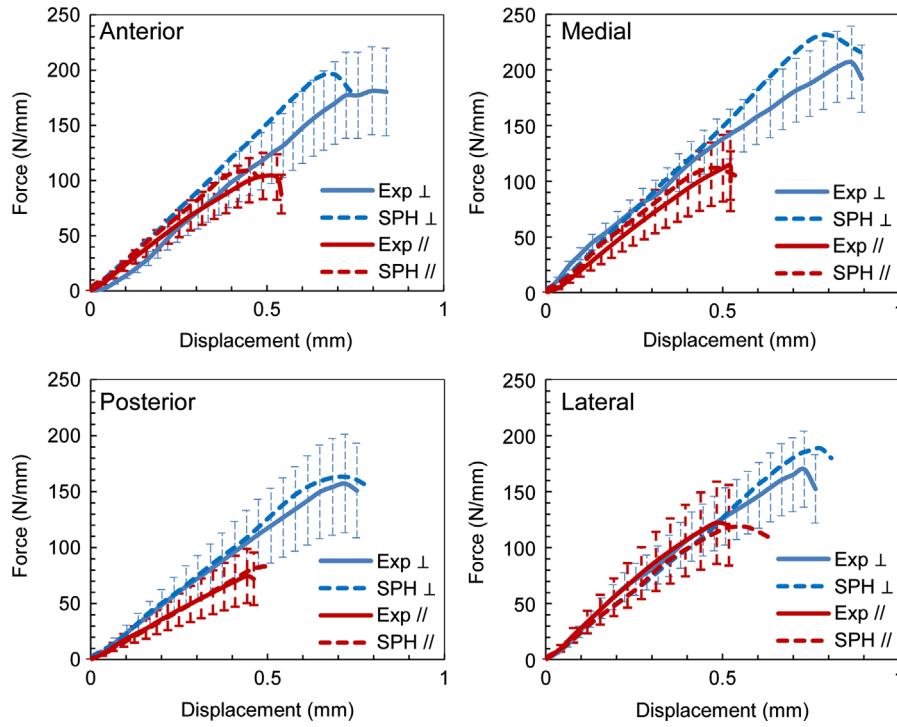 Anterior
250
200
150
100
50
0
Force (N/mm)
Exp ⊥
SPH ⊥
Exp //
SPH //
0 0.5 1
Displacement (mm)
Medial
250
200
150
100
50
0
Force (N/mm)
Exp ⊥
SPH ⊥
Exp //
SPH //
0 0.5 1
Displacement (mm)
Posterior
250
200
150
100
50
0
Force (N/mm)
Exp ⊥
SPH ⊥
Exp //
SPH //
0 0.5 1
Displacement (mm)
Lateral
250
200
150
100
50
0
Force (N/mm)
Exp ⊥
SPH ⊥
Exp //
SPH //
0 0.5 1
Displacement (mm)